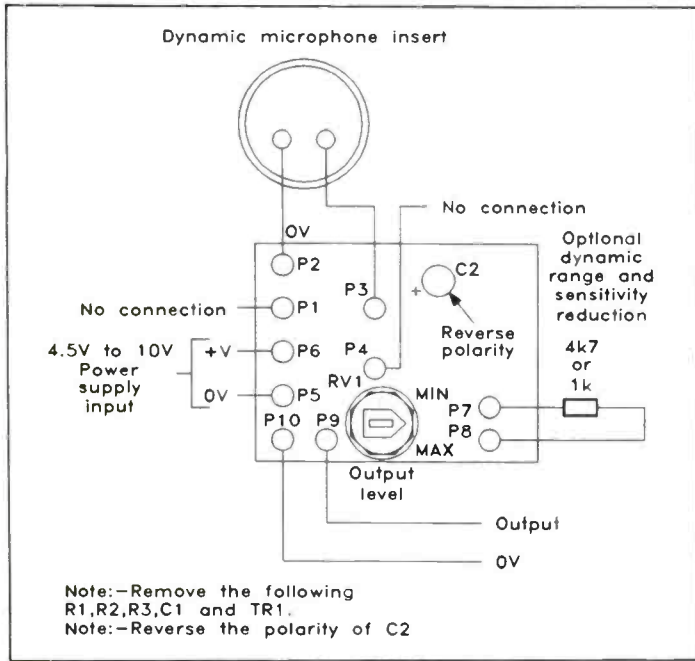 Dynamic microphone insert
No connection
0V
P2
C2
+
Optional
dynamic
range and
sensitivity
reduction
No connection
P1
P3
Reverse
polarity
4.5V to 10V
Power
supply
input
+V
P6
P4
4k7
or
1k
0V
P5
RV1
MIN
P7
P10
P9
P8
MAX
Output
level
Output
0V
Note:-Remove the following
R1,R2,R3,C1 and TR1.
Note:-Reverse the polarity of C2